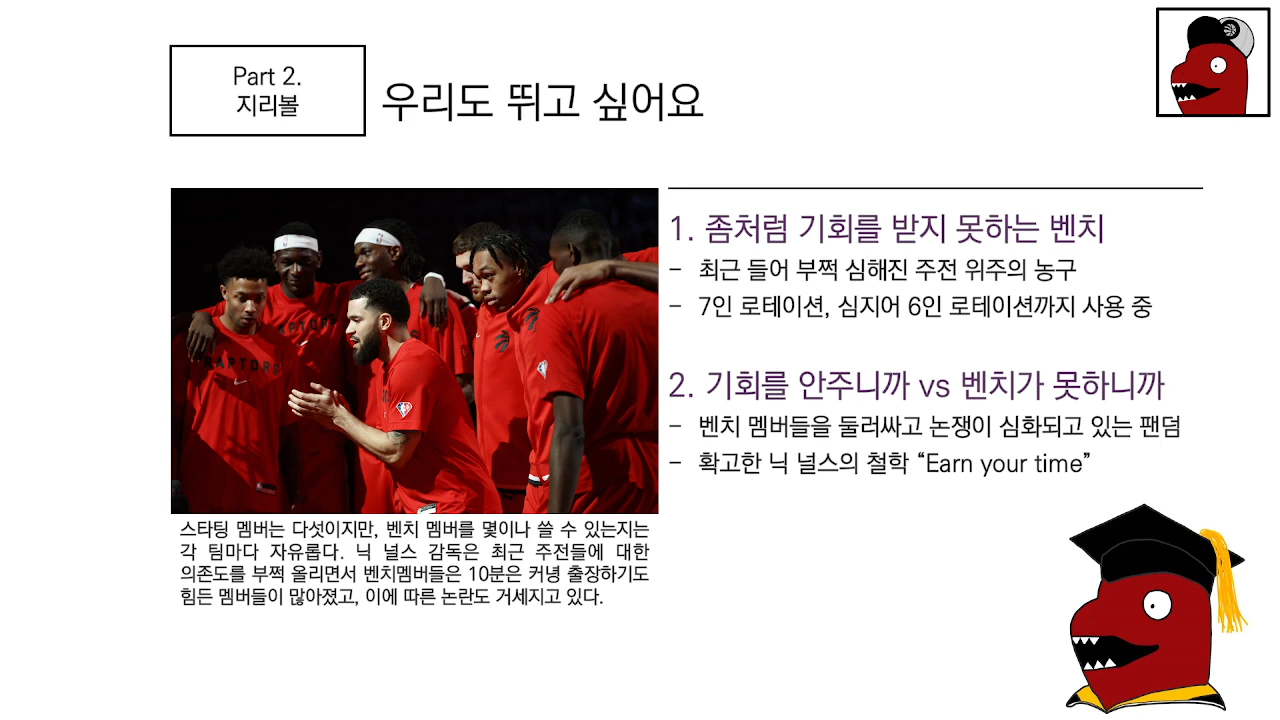 Part 2.
지리볼
우리도 뛰고 싶어요
1. 좀처럼 기회를 받지 못하는 벤치
- 최근 들어 부쩍 심해진 주전 위주의 농구
- 7인 로테이션, 심지어 6인 로테이션까지 사용 중
2. 기회를 안주니까 vs 벤치가 못하니까
- 벤치 멤버들을 둘러싸고 논쟁이 심화되고 있는 팬덤
- 확고한 닉 널스의 철학 “Earn your time”
RAPTORS
RAPTORS
스타팅 멤버는 다섯이지만, 벤치 멤버를 몇이나 쓸 수 있는지는
각 팀마다 자유롭다. 닉 널스 감독은 최근 주전들에 대한
의존도를 부쩍 올리면서 벤치멤버들은 10분은 커녕 출장하기도
힘든 멤버들이 많아졌고, 이에 따른 논란도 거세지고 있다.